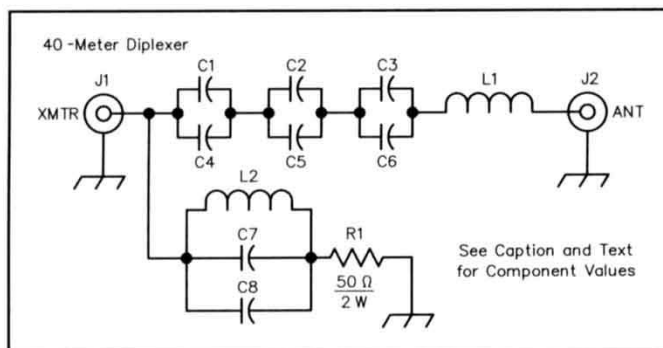 40-Meter Diplexer
J1
C1
C2
C3
L1
J2
XMTR
ANT
C4
C5
C6
L2
C7
R1
50 Ω
2 W
C8
See Caption and Text
for Component Values